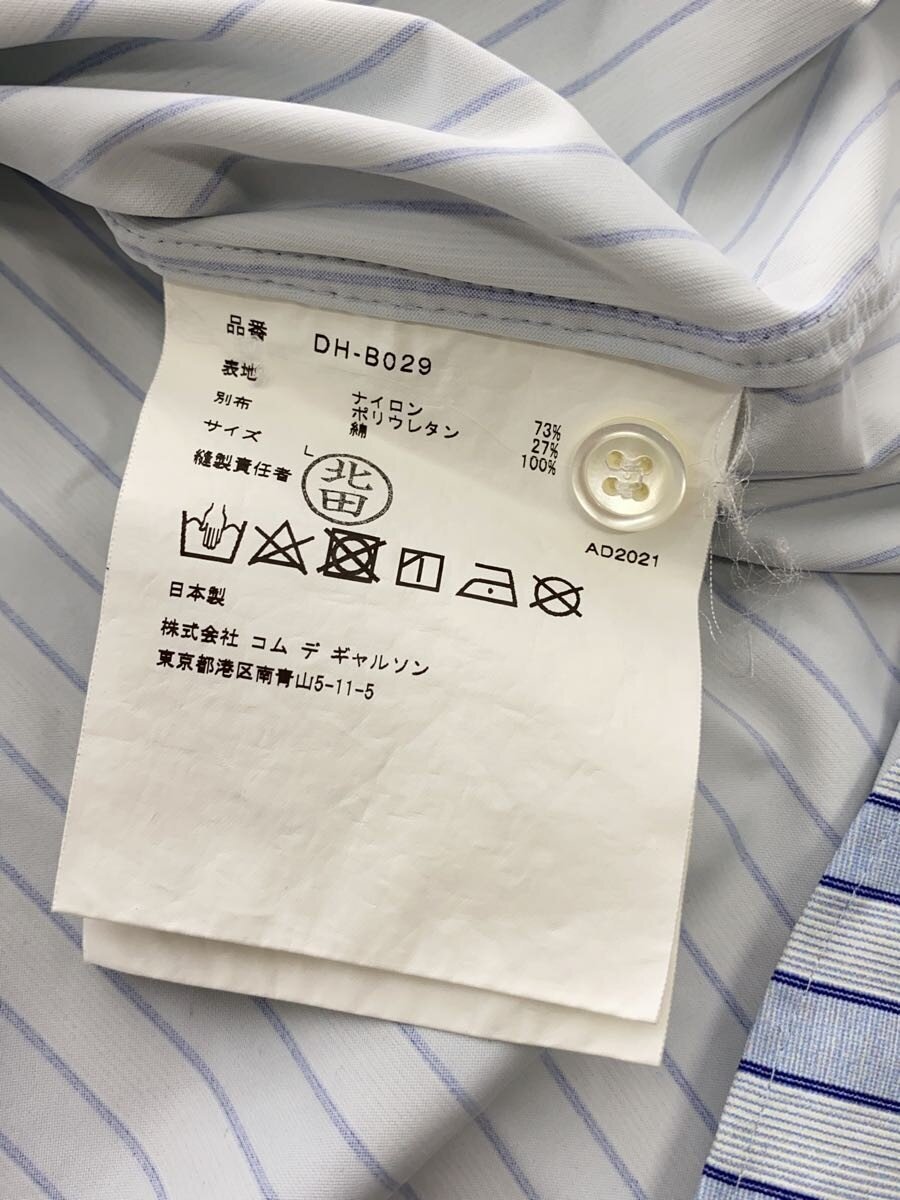 品番 DH-B029
表地 ナイロン 73%
ポリウレタン 27%
別布 綿 100%
サイズ L
縫製責任者 北田
AD2021
日本製
株式会社 コム デ ギャルソン
東京都港区南青山5-11-5